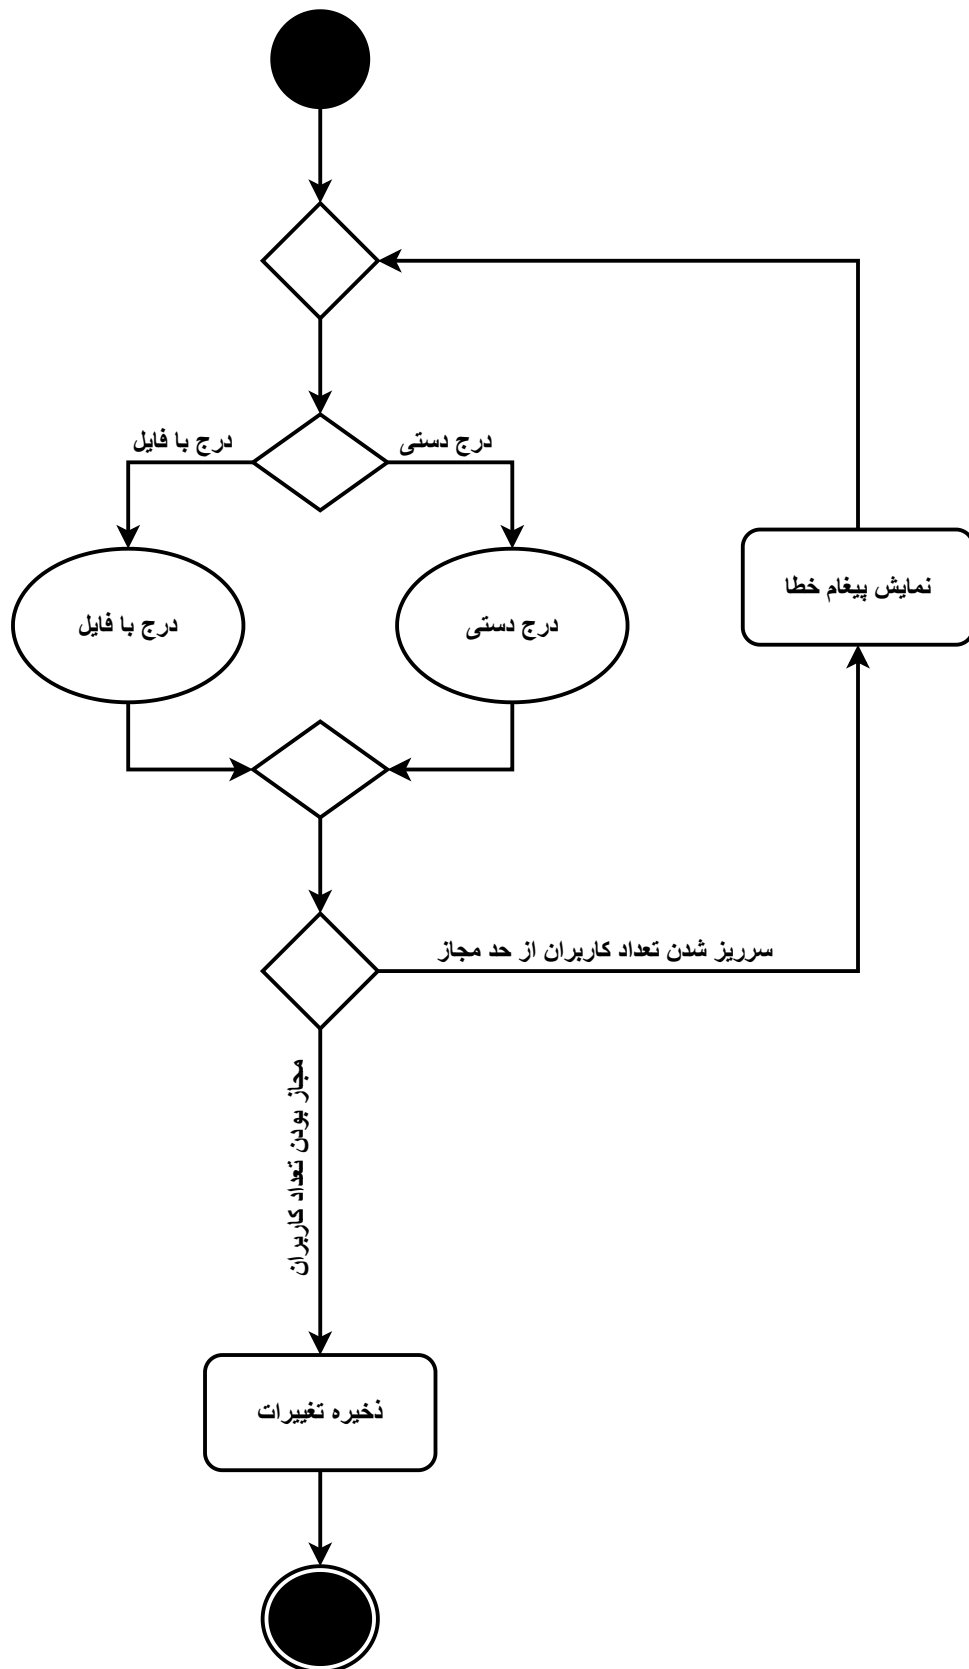 درج دستی
درج با فایل
درج دستی
درج با فایل
نمایش پیغام خطا
سرریز شدن تعداد کاربران از حد مجاز
مجاز بودن تعداد کاربران
ذخیره تغییرات